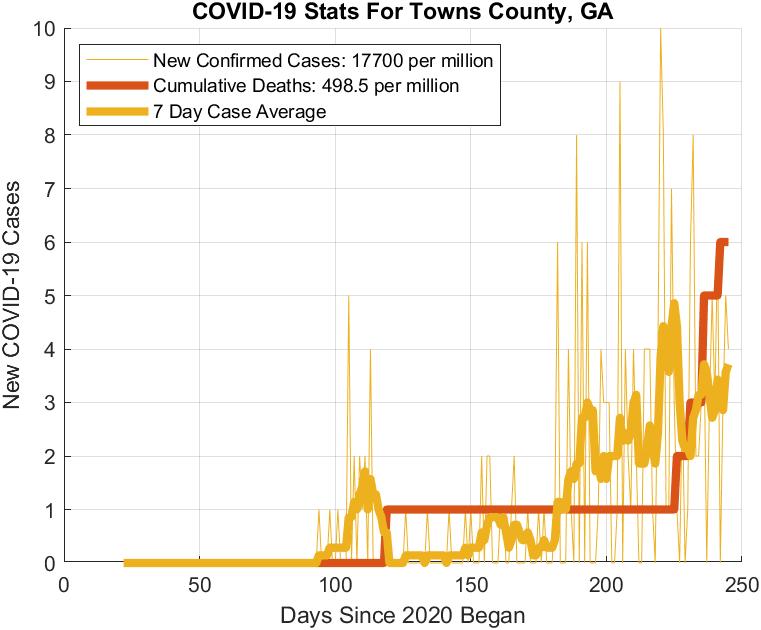 COVID-19 Stats For Towns County, GA
New Confirmed Cases: 17700 per million
Cumulative Deaths: 498.5 per million
7 Day Case Average
New COVID-19 Cases
10
9
8
7
6
5
4
3
2
1
0
0 50 100 150 200 250
Days Since 2020 Began